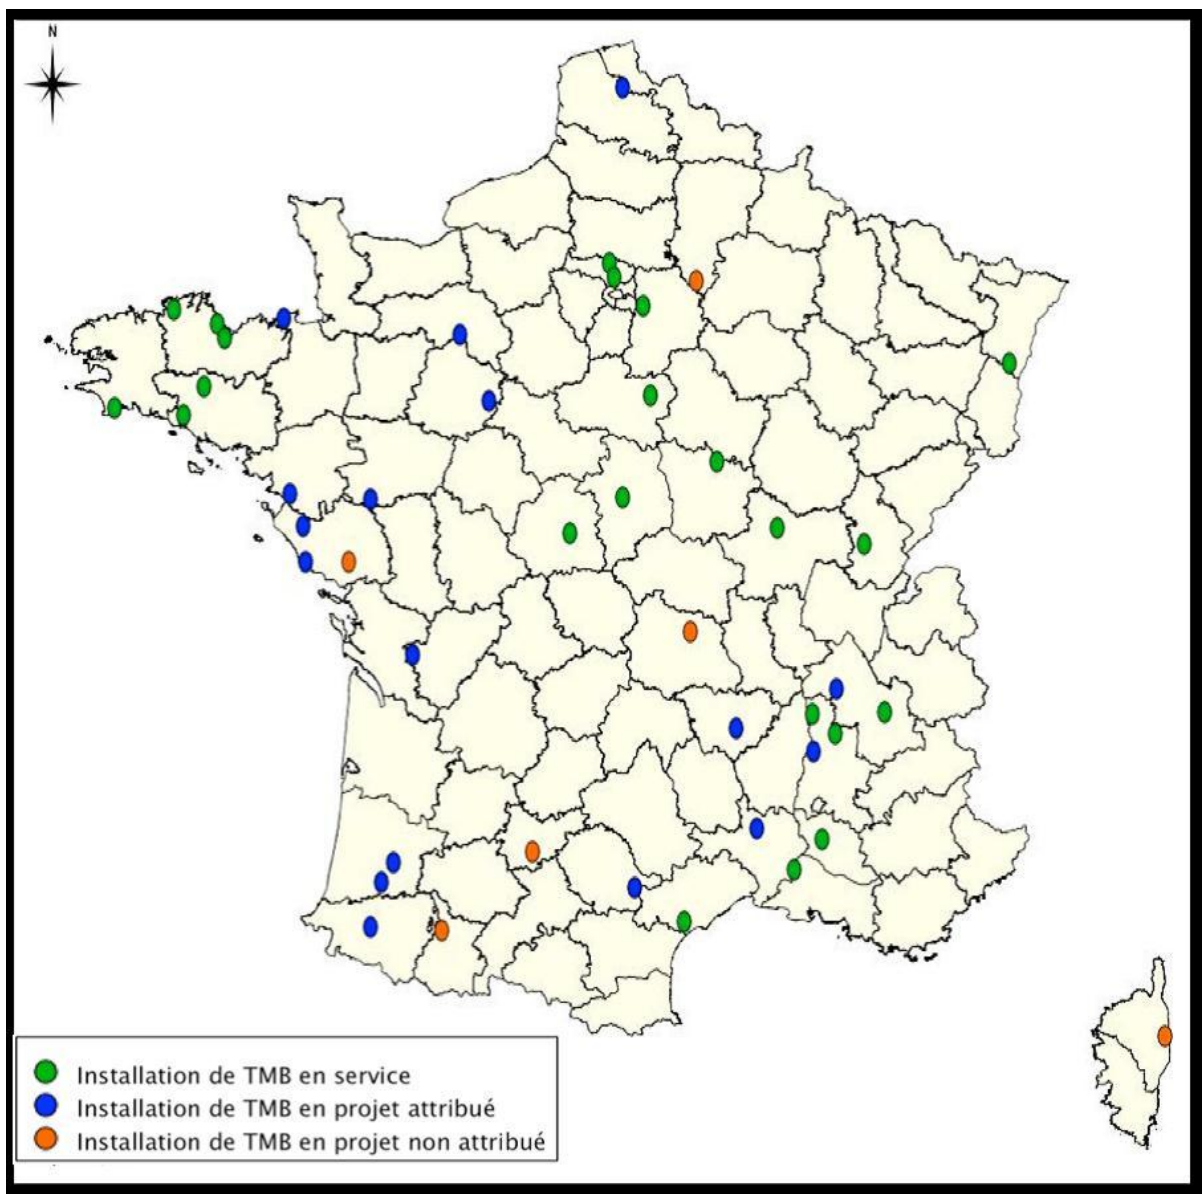 N
Installation de TMB en service
Installation de TMB en projet attribué
Installation de TMB en projet non attribué